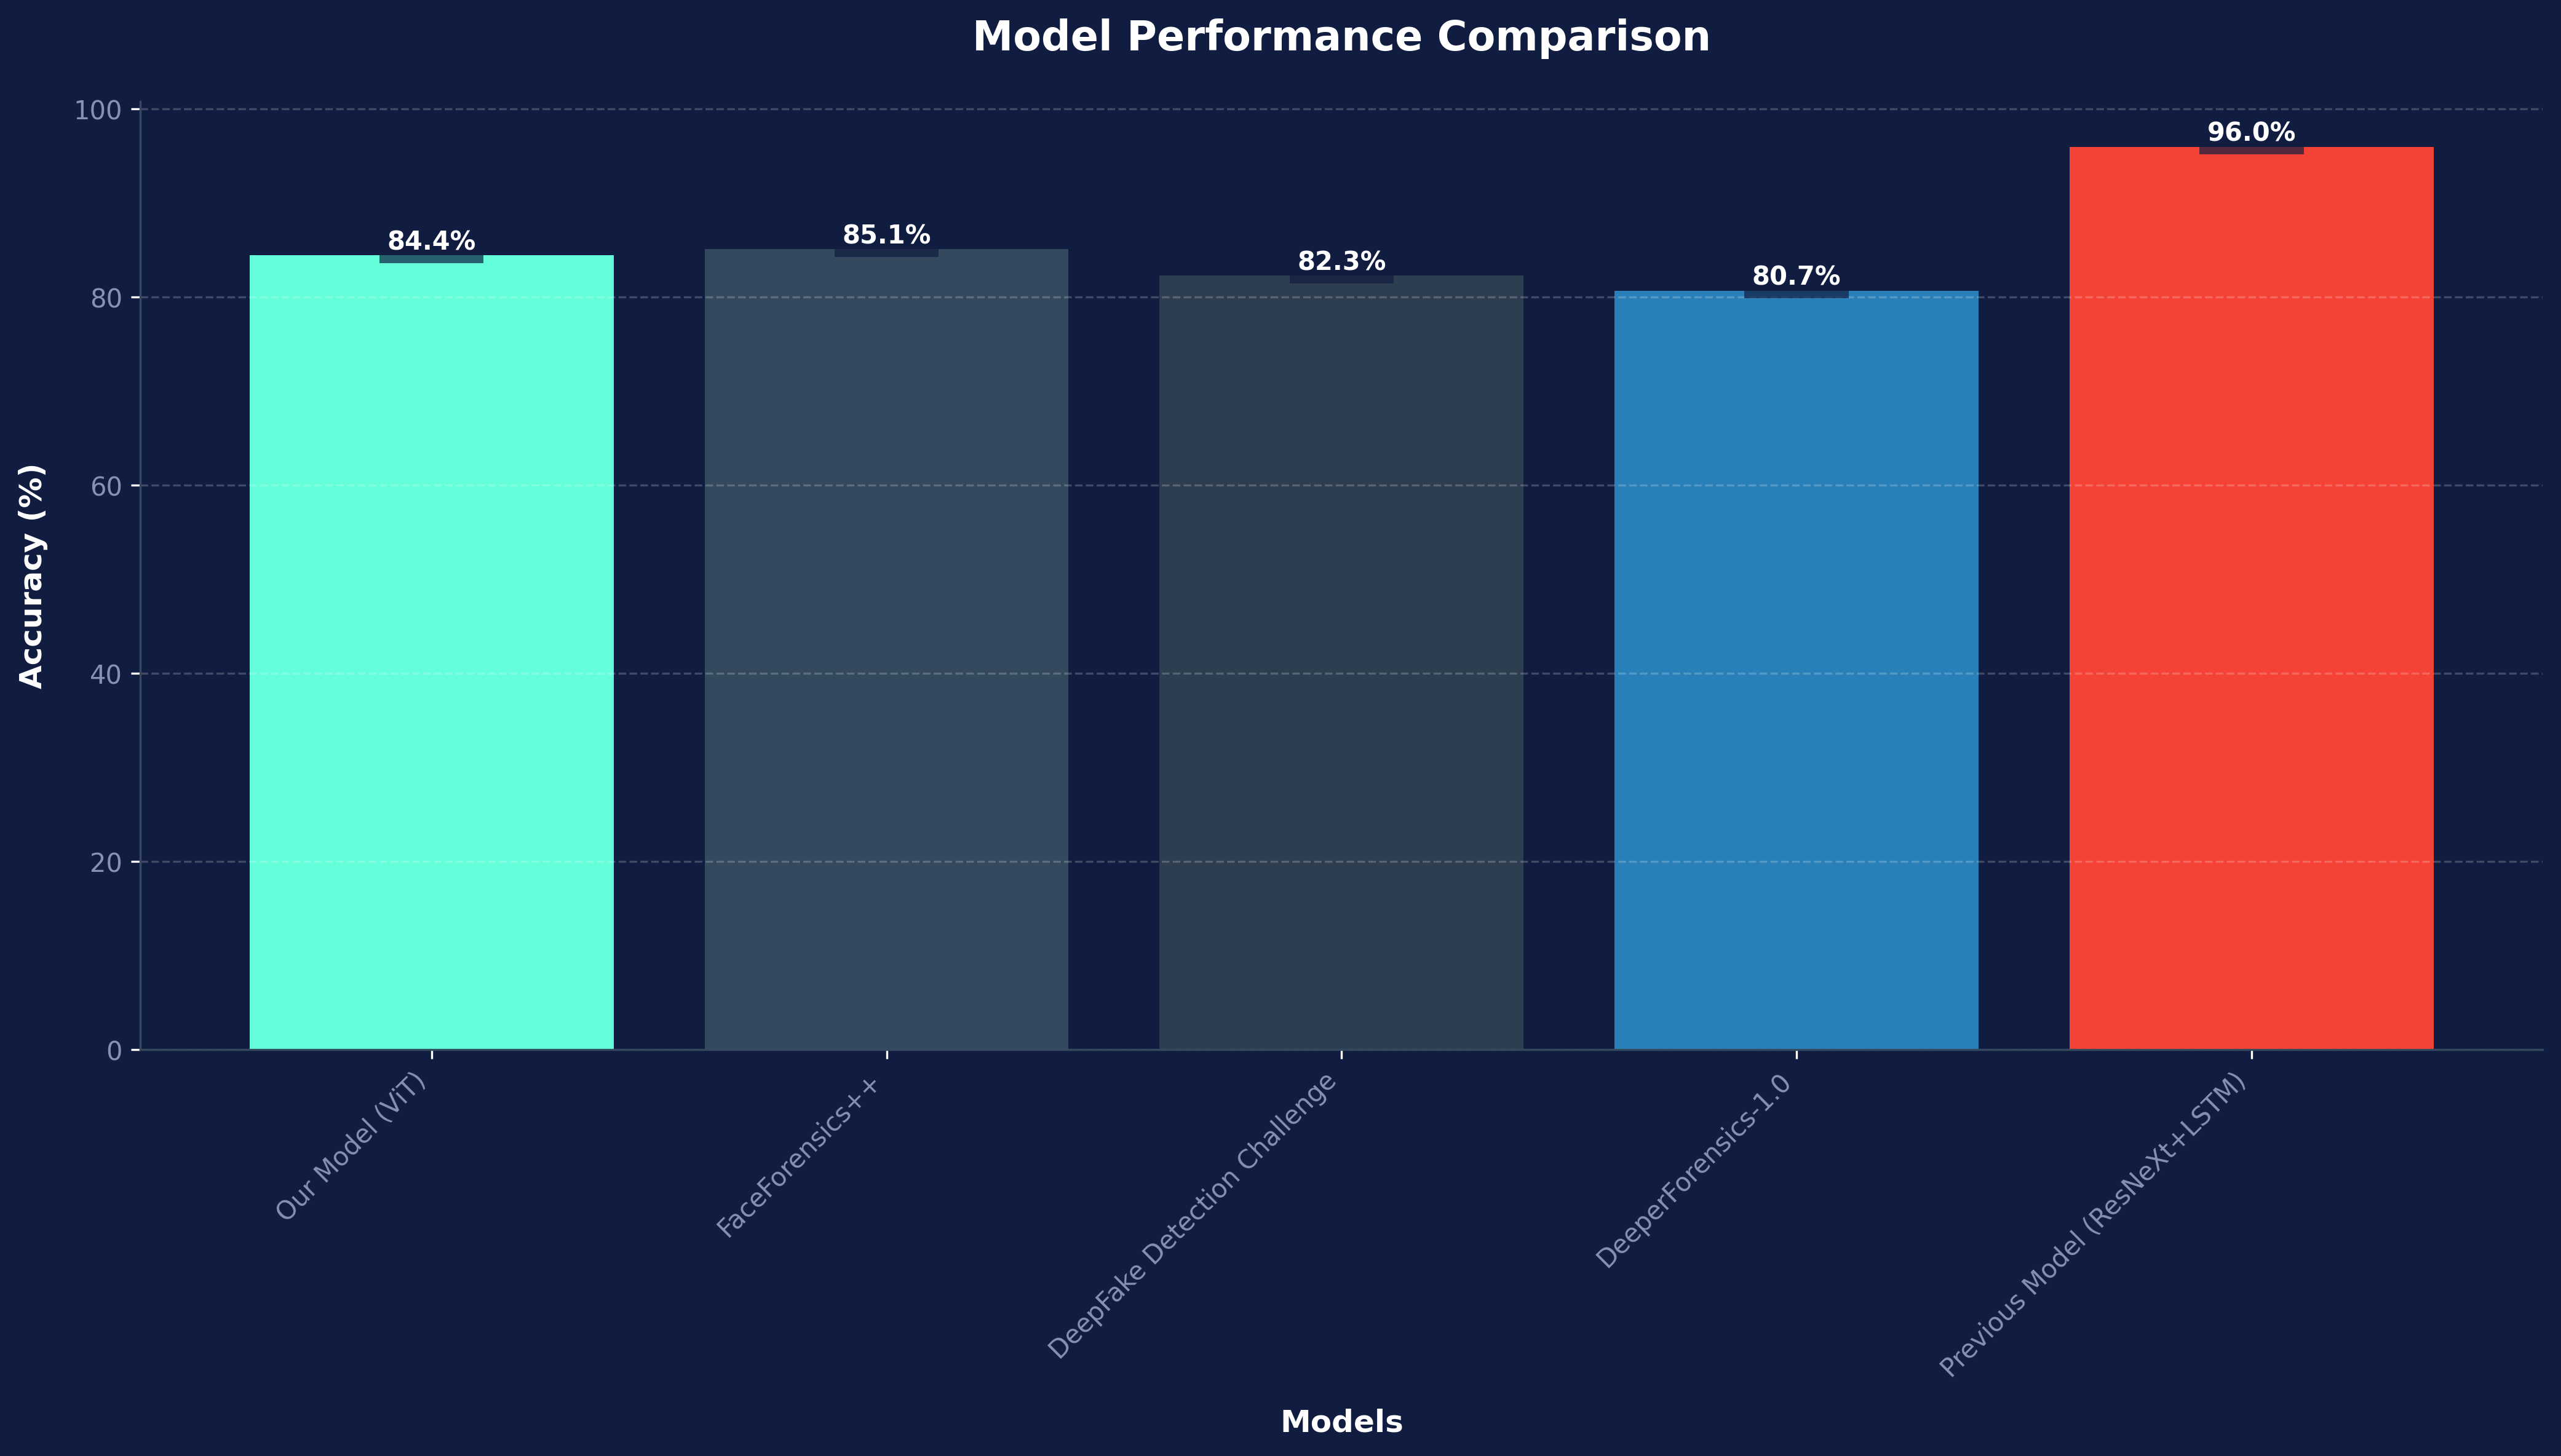 Model Performance Comparison
Accuracy (%)
100
80
60
40
20
0
84.4%
85.1%
82.3%
80.7%
96.0%
Our Model (ViT)
FaceForensics++
DeepFake Detection Challenge
DeeperForensics-1.0
Previous Model (ResNeXt+LSTM)
Models